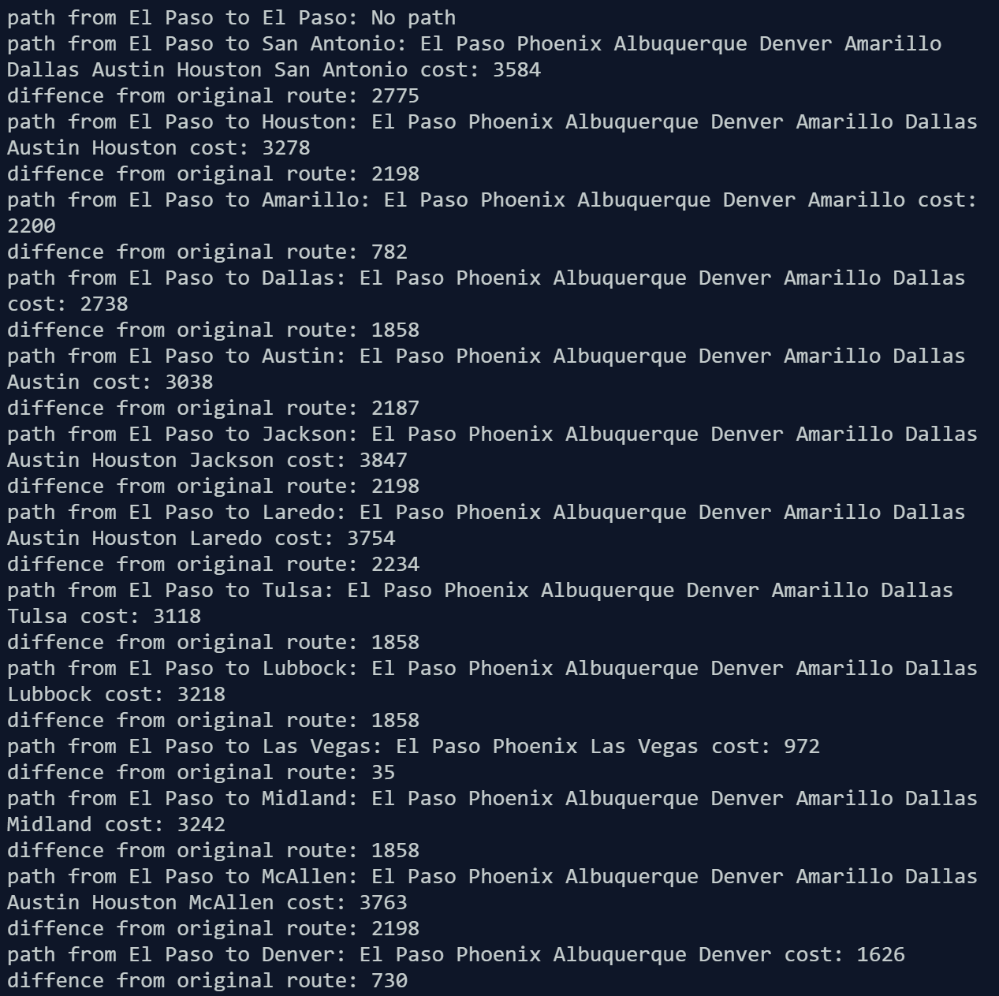 path from El Paso to El Paso: No path
path from El Paso to San Antonio: El Paso Phoenix Albuquerque Denver Amarillo
Dallas Austin Houston San Antonio cost: 3584
diffence from original route: 2775
path from El Paso to Houston: El Paso Phoenix Albuquerque Denver Amarillo Dallas
Austin Houston cost: 3278
diffence from original route: 2198
path from El Paso to Amarillo: El Paso Phoenix Albuquerque Denver Amarillo cost:
2200
diffence from original route: 782
path from El Paso to Dallas: El Paso Phoenix Albuquerque Denver Amarillo Dallas
cost: 2738
diffence from original route: 1858
path from El Paso to Austin: El Paso Phoenix Albuquerque Denver Amarillo Dallas
Austin cost: 3038
diffence from original route: 2187
path from El Paso to Jackson: El Paso Phoenix Albuquerque Denver Amarillo Dallas
Austin Houston Jackson cost: 3847
diffence from original route: 2198
path from El Paso to Laredo: El Paso Phoenix Albuquerque Denver Amarillo Dallas
Austin Houston Laredo cost: 3754
diffence from original route: 2234
path from El Paso to Tulsa: El Paso Phoenix Albuquerque Denver Amarillo Dallas
Tulsa cost: 3118
diffence from original route: 1858
path from El Paso to Lubbock: El Paso Phoenix Albuquerque Denver Amarillo Dallas
Lubbock cost: 3218
diffence from original route: 1858
path from El Paso to Las Vegas: El Paso Phoenix Las Vegas cost: 972
diffence from original route: 35
path from El Paso to Midland: El Paso Phoenix Albuquerque Denver Amarillo Dallas
Midland cost: 3242
diffence from original route: 1858
path from El Paso to McAllen: El Paso Phoenix Albuquerque Denver Amarillo Dallas
Austin Houston McAllen cost: 3763
diffence from original route: 2198
path from El Paso to Denver: El Paso Phoenix Albuquerque Denver cost: 1626
diffence from original route: 730